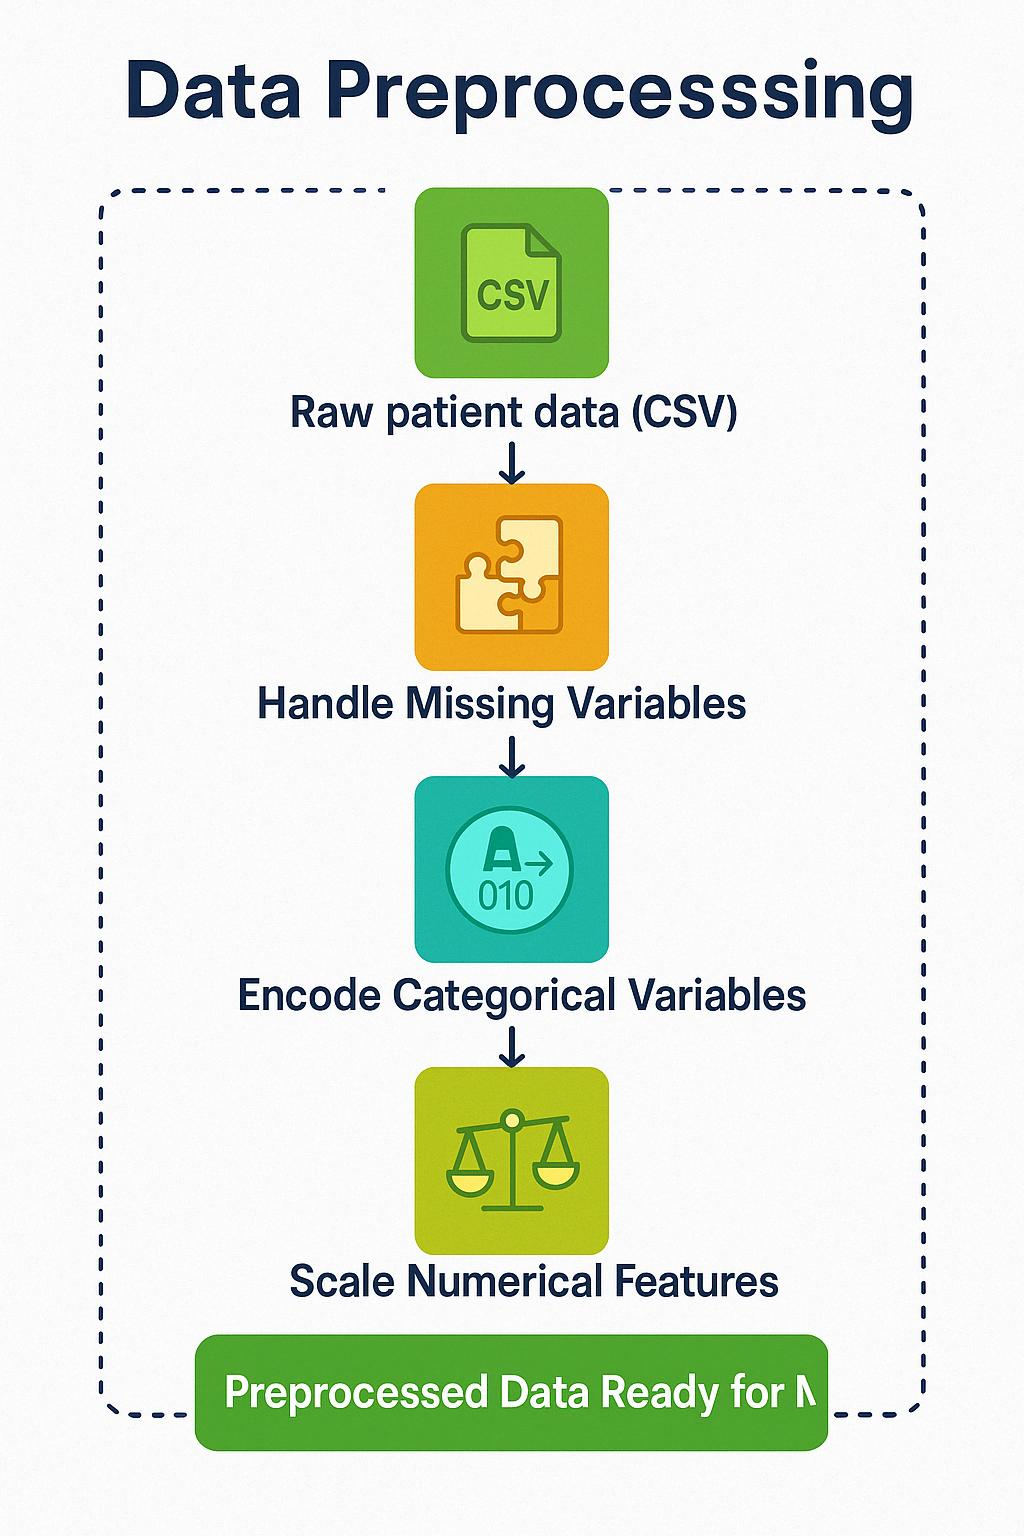 Data Preprocesssing
CSV
Raw patient data (CSV)
Handle Missing Variables
A
010
Encode Categorical Variables
Scale Numerical Features
Preprocessed Data Ready for